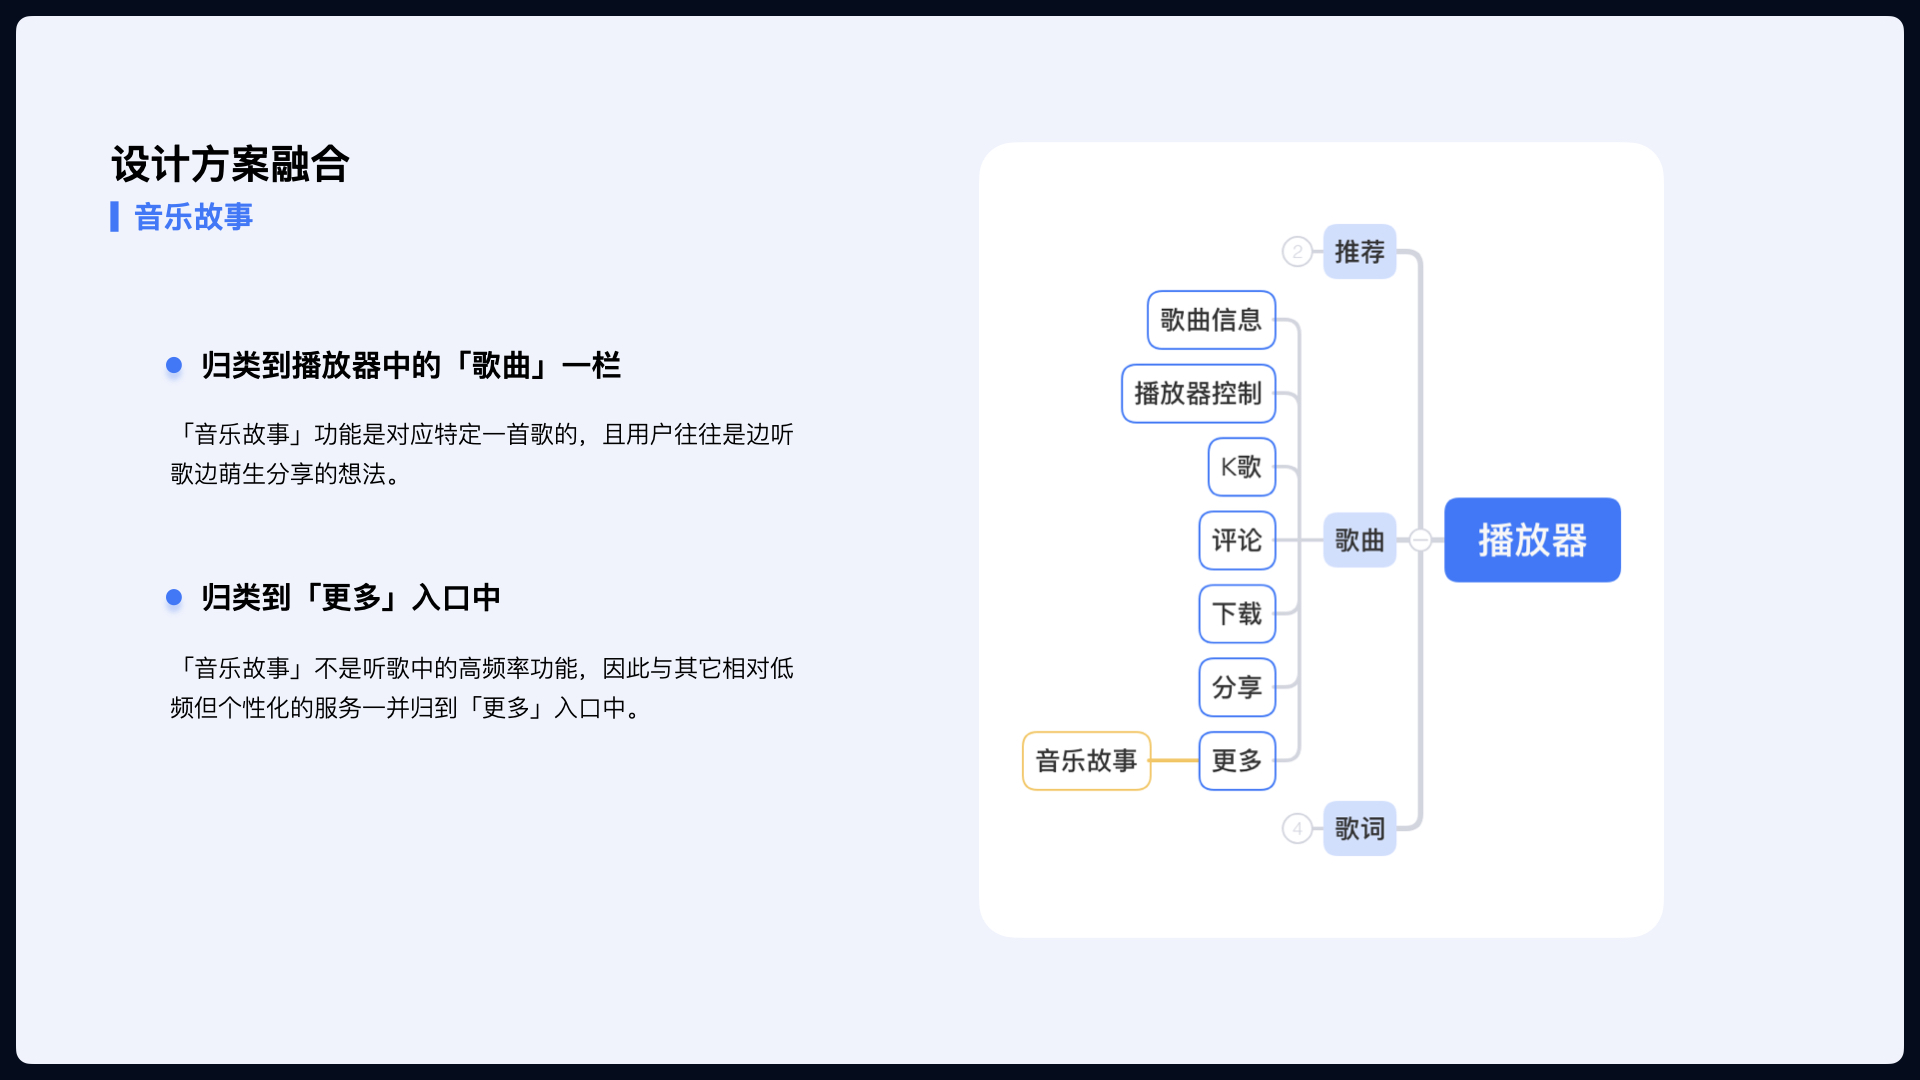 设计方案融合
音乐故事
归类到播放器中的「歌曲」一栏
「音乐故事」功能是对应特定一首歌的，且用户往往是边听
歌边萌生分享的想法。
归类到「更多」入口中
「音乐故事」不是听歌中的高频率功能，因此与其它相对低
频但个性化的服务一并归到「更多」入口中。
2
推荐
歌曲信息
播放器控制
K歌
评论
歌曲
播放器
下载
分享
音乐故事
更多
4
歌词